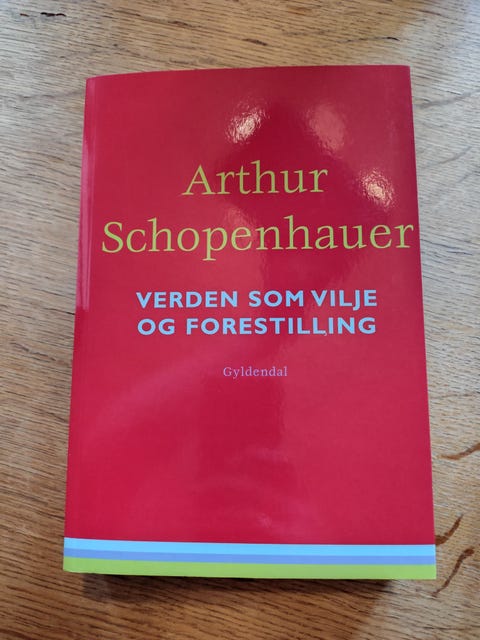 Arthur
Schopenhauer
VERDEN SOM VILJE
OG FORESTILLING
Gyldendal